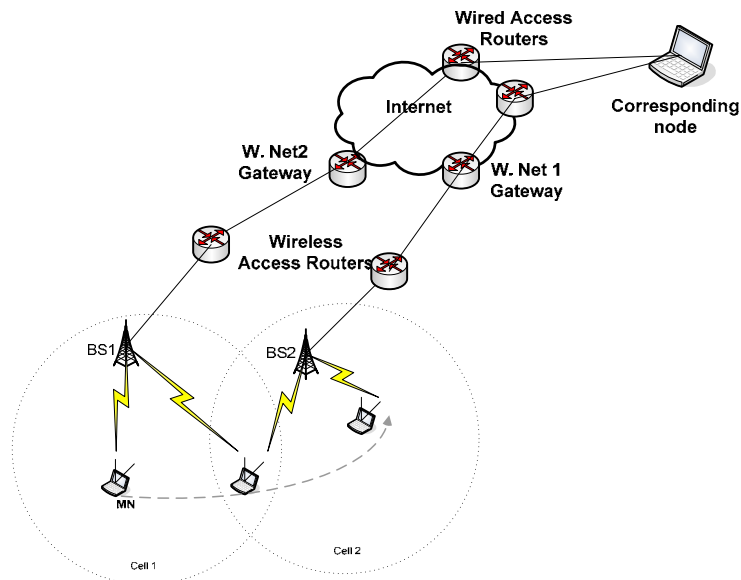 Wired Access
Routers
Internet
Corresponding
node
W. Net2
Gateway
W. Net 1
Gateway
Wireless
Access Routers
BS1
BS2
MN
Cell 1
Cell 2